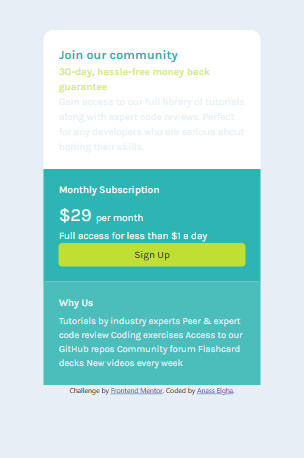 Join our community
30-day, hassle-free money back
guarantee
Gain access to our full library of tutorials
along with expert code reviews. Perfect
for any developers who are serious about
honing their skills.
Monthly Subscription
$29 per month
Full access for less than $1 a day
Sign Up
Why Us
Tutorials by industry experts Peer & expert
code review Coding exercises Access to our
GitHub repos Community forum Flashcard
decks New videos every week
Challenge by Frontend Mentor. Coded by Anass Elgha.